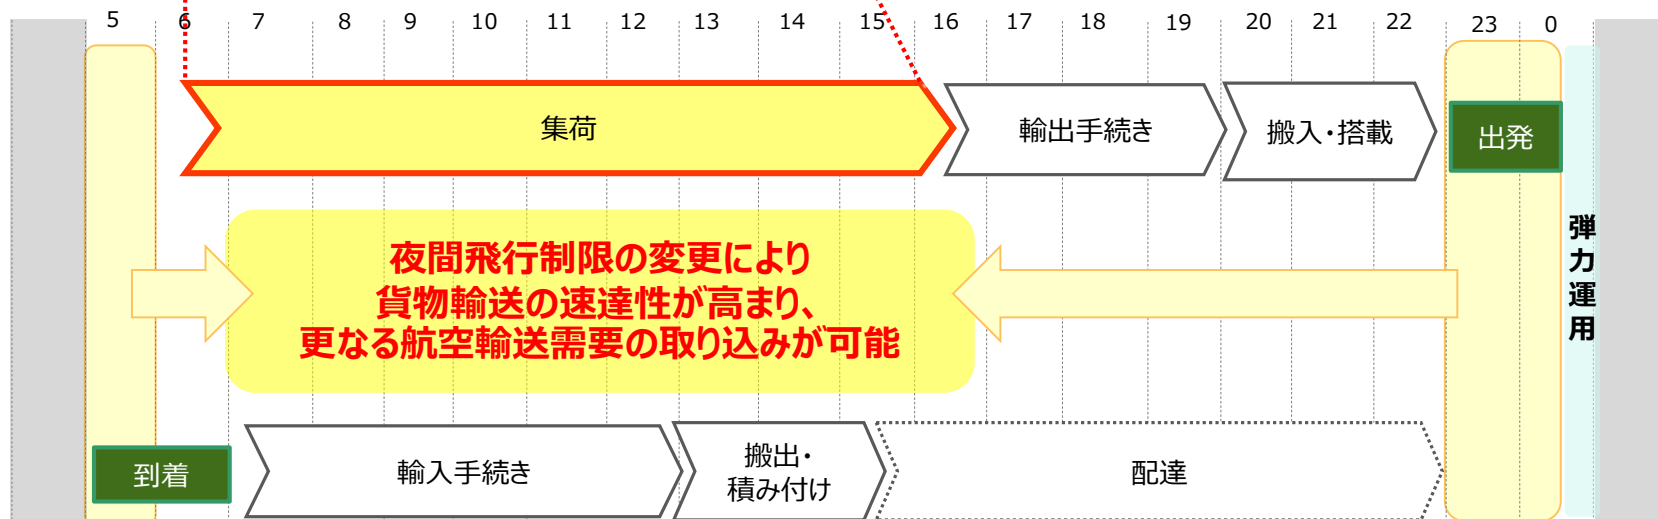 5 6 7 8 9 10 11 12 13 14 15 16 17 18 19 20 21 22 23 0
集荷
輸出手続き
搬入・搭載
出発
夜間飛行制限の変更により
貨物輸送の速達性が高まり、
更なる航空輸送需要の取り込みが可能
弾力運用
到着
輸入手続き
搬出・
積み付け
配達